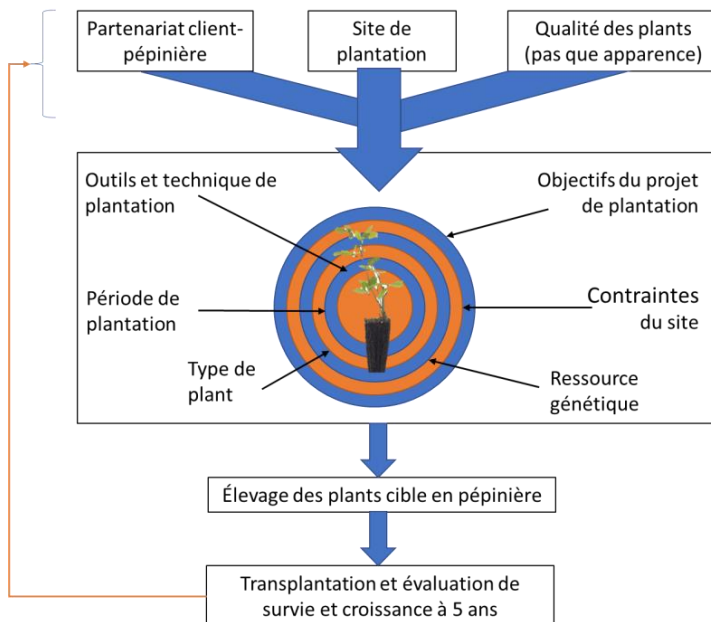 Partenariat client-
pépinière
Site de
plantation
Qualité des plants
(pas que apparence)
Outils et technique de
plantation
Objectifs du projet
de plantation
Période de
plantation
Contraintes
du site
Type de
plant
Ressource
génétique
Élevage des plants cible en pépinière
Transplantation et évaluation de
survie et croissance à 5 ans